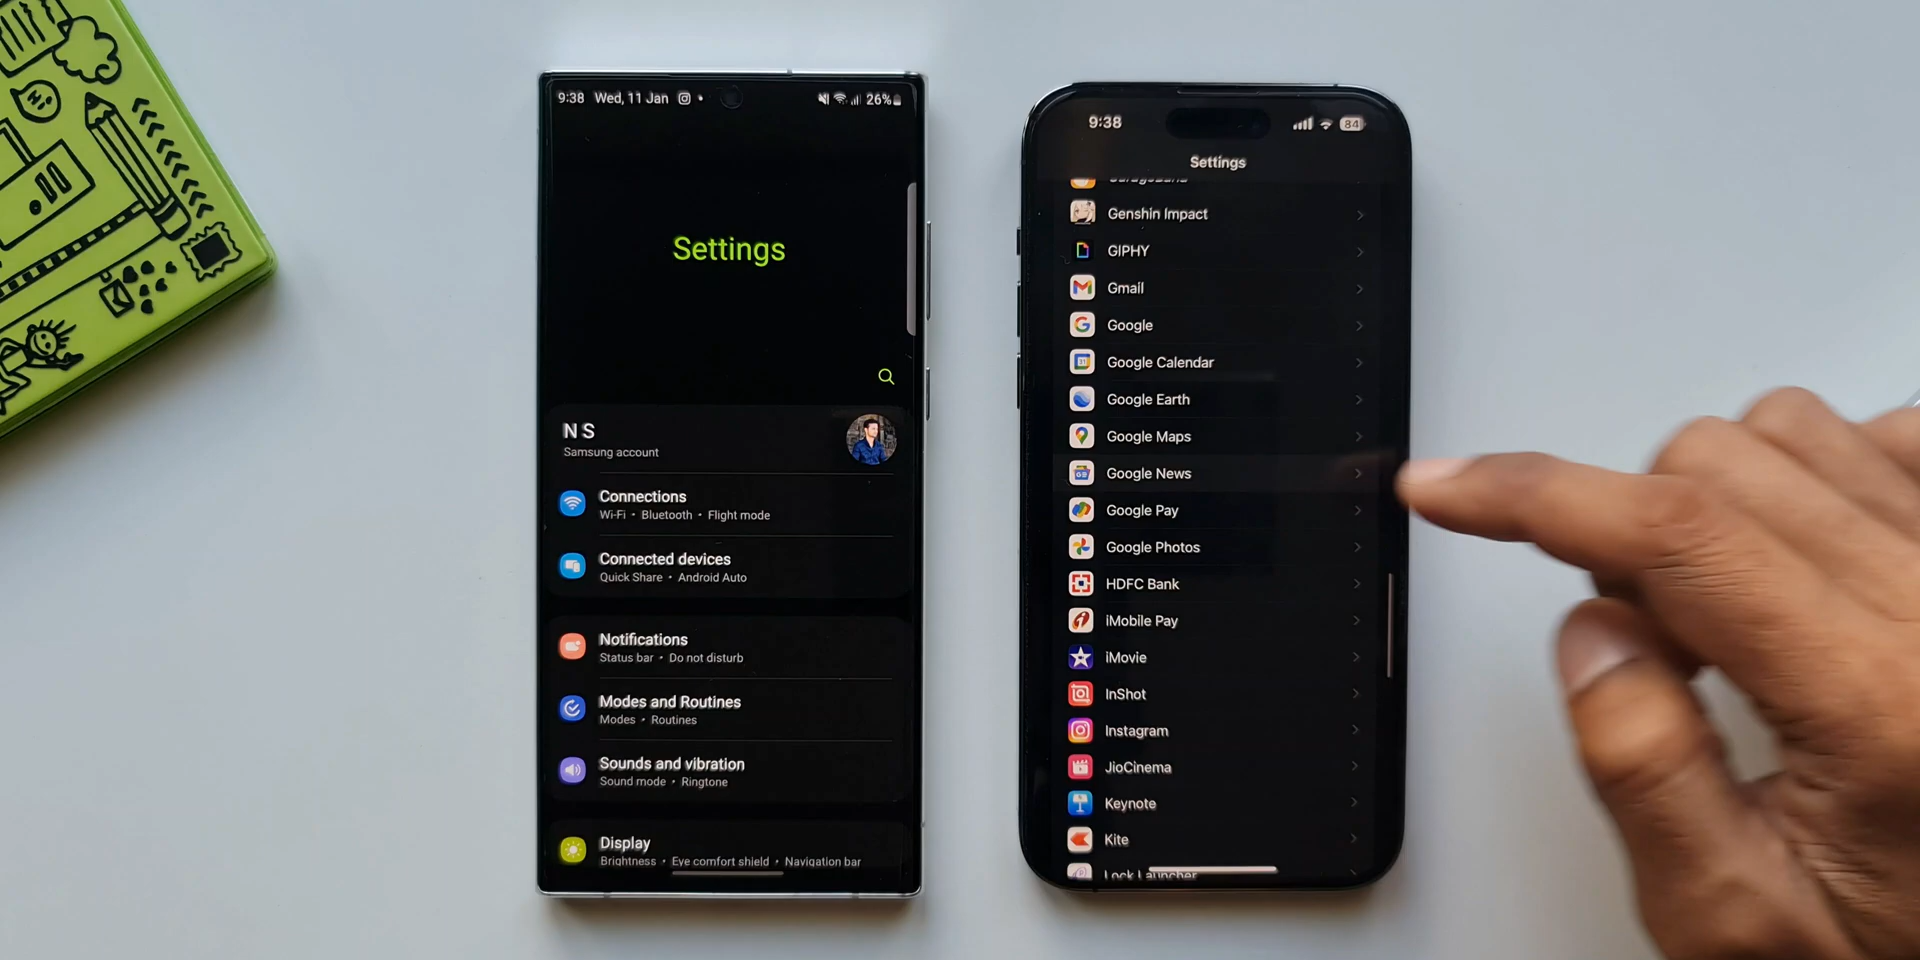 9:38 Wed, 11 Jan
26%
Settings
N S
Samsung account
Connections
Wi-Fi • Bluetooth • Flight mode
Connected devices
Quick Share • Android Auto
Notifications
Status bar • Do not disturb
Modes and Routines
Modes • Routines
Sounds and vibration
Sound mode • Ringtone
Display
Brightness • Eye comfort shield • Navigation bar
9:38
84
Settings
GarageBand
Genshin Impact
GIPHY
Gmail
Google
Google Calendar
Google Earth
Google Maps
Google News
Google Pay
Google Photos
HDFC Bank
iMobile Pay
iMovie
InShot
Instagram
JioCinema
Keynote
Kite
Lock Launcher